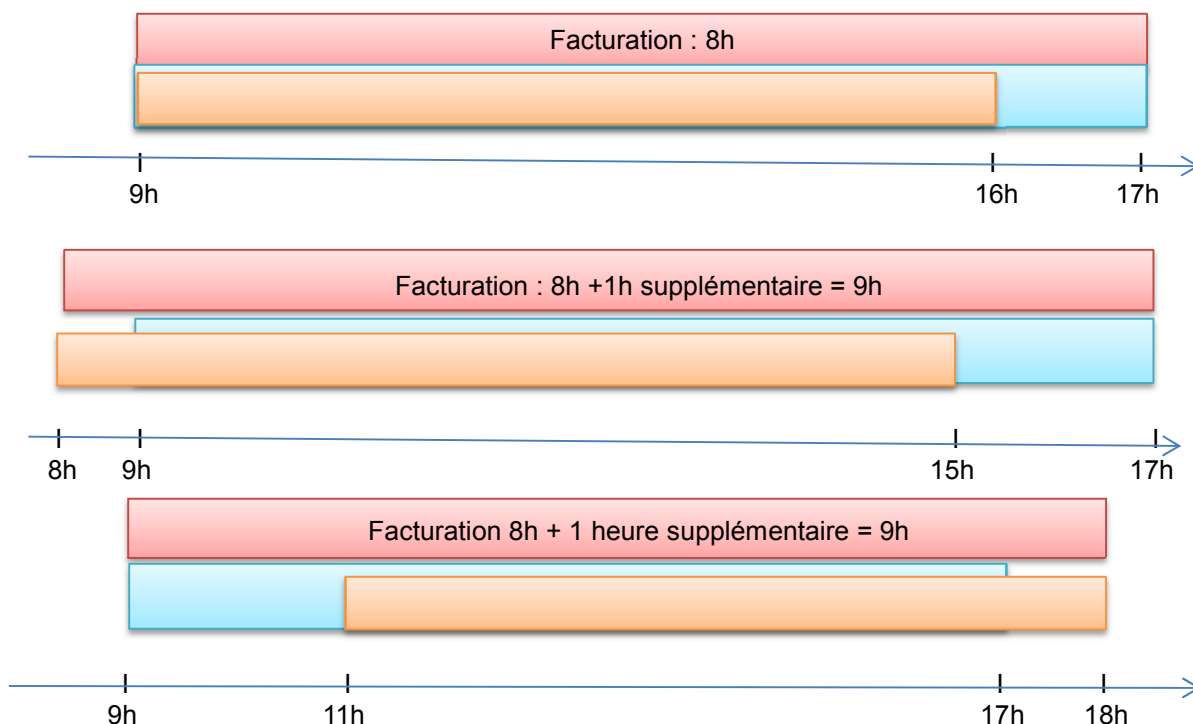 Facturation : 8h
9h 16h 17h
Facturation : 8h +1h supplémentaire = 9h
8h 9h 15h 17h
Facturation 8h + 1 heure supplémentaire = 9h
9h 11h 17h 18h